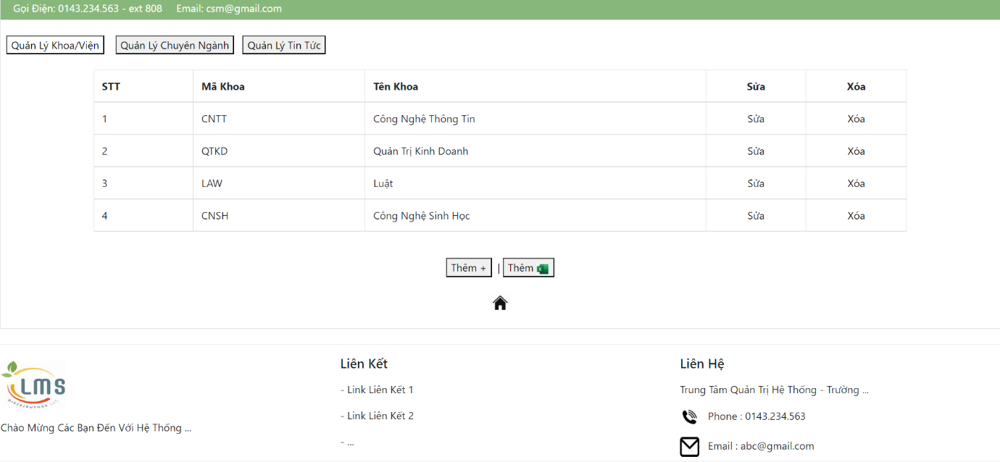 Gọi Điện: 0143.234.563 - ext 808 Email: csm@gmail.com
Quản Lý Khoa/Viện Quản Lý Chuyên Ngành Quản Lý Tin Tức
STT Mã Khoa Tên Khoa Sửa Xóa
1 CNTT Công Nghệ Thông Tin Sửa Xóa
2 QTKD Quản Trị Kinh Doanh Sửa Xóa
3 LAW Luật Sửa Xóa
4 CNSH Công Nghệ Sinh Học Sửa Xóa
Thêm + | Thêm
LMS
DISTRIBUTORS LLC
Chào Mừng Các Bạn Đến Với Hệ Thống ...
Liên Kết
- Link Liên Kết 1
- Link Liên Kết 2
- ...
Liên Hệ
Trung Tâm Quản Trị Hệ Thống - Trường ...
Phone : 0143.234.563
Email : abc@gmail.com